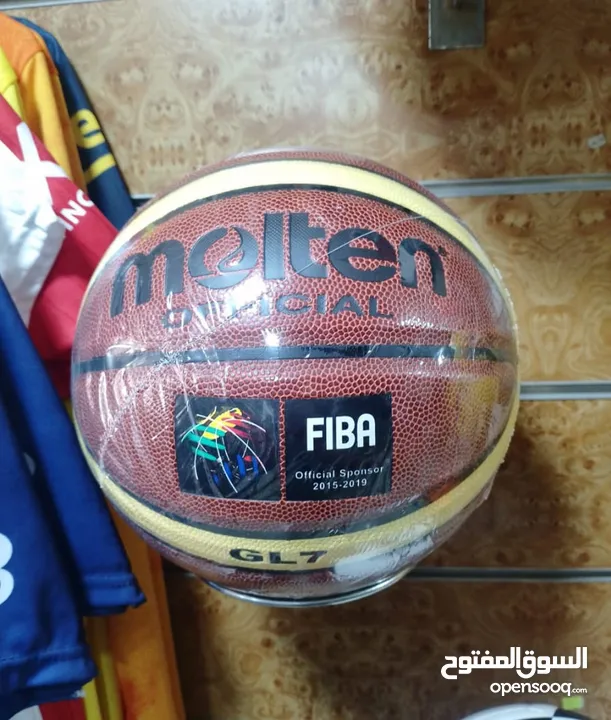 molten
OFFICIAL
FIBA
Official Sponsor
2015-2019
GL7
السوق المفتوح
opensooq.com